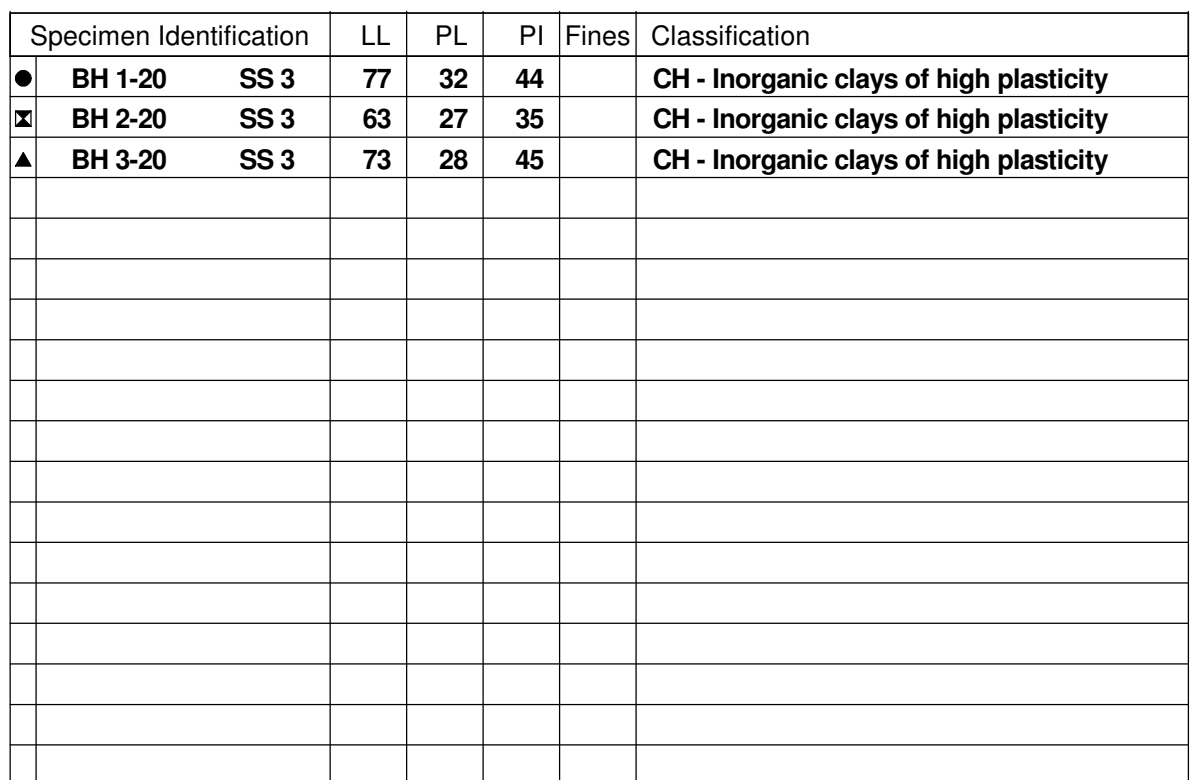 Specimen Identification LL PL PI Fines Classification
BH 1-20 SS 3 77 32 44 CH - Inorganic clays of high plasticity
BH 2-20 SS 3 63 27 35 CH - Inorganic clays of high plasticity
BH 3-20 SS 3 73 28 45 CH - Inorganic clays of high plasticity